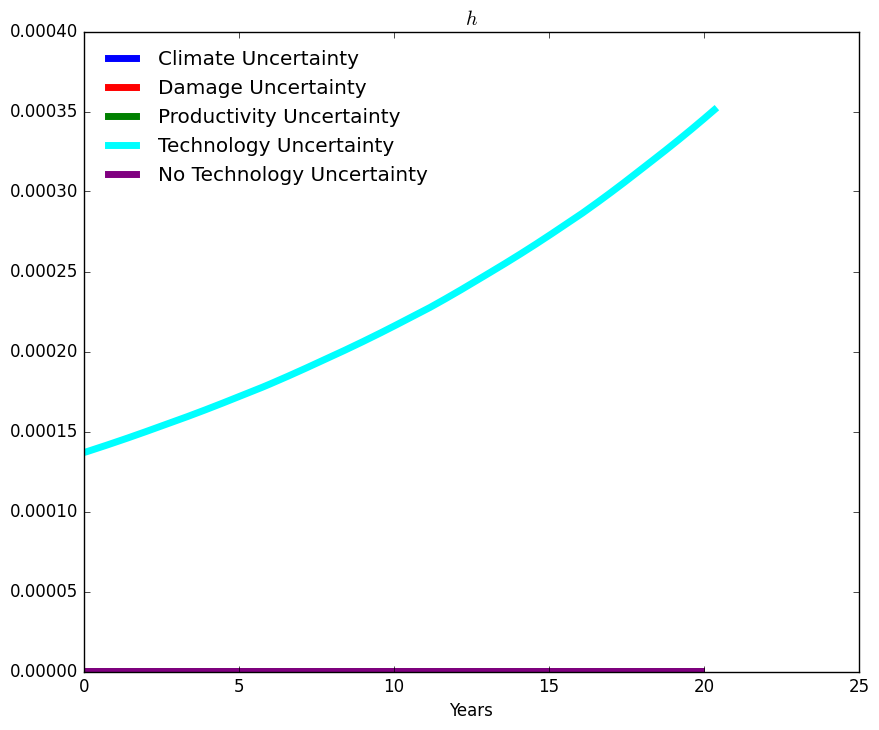 h
0.00040
0.00035
0.00030
0.00025
0.00020
0.00015
0.00010
0.00005
0.00000
Climate Uncertainty
Damage Uncertainty
Productivity Uncertainty
Technology Uncertainty
No Technology Uncertainty
0 5 10 15 20 25
Years